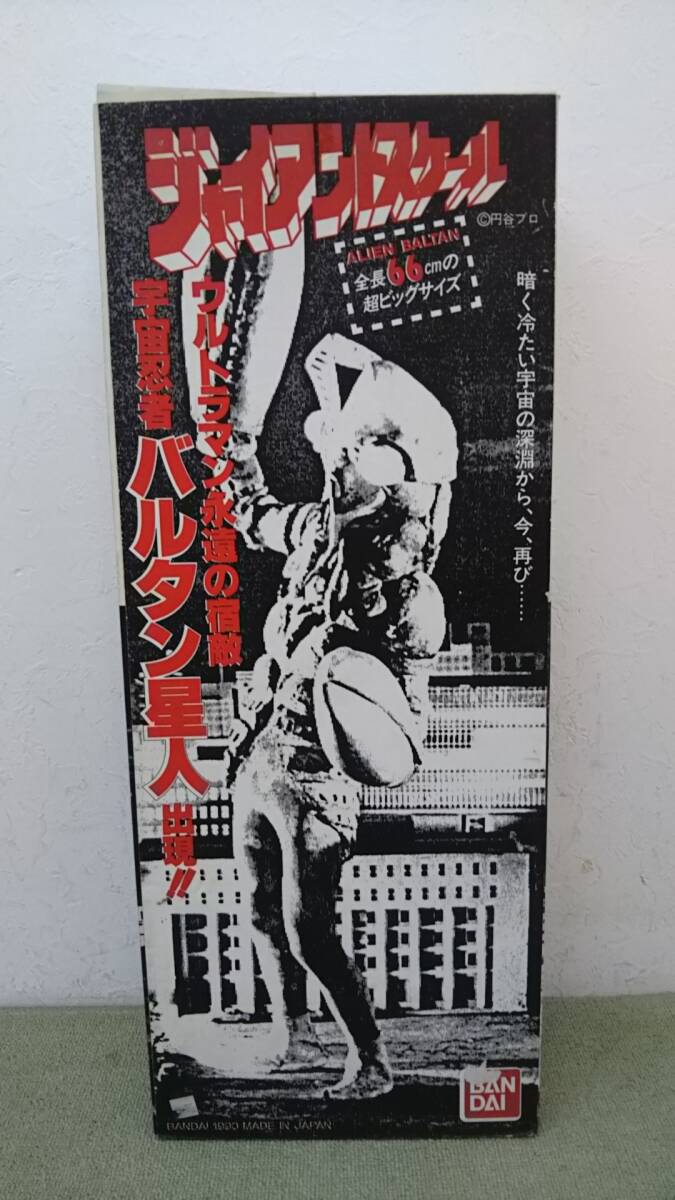 ジャイアントスケール
©円谷プロ
ALIEN BALTAN
全長66cmの
超ビッグサイズ
暗く冷たい宇宙の深淵から、今、再び……
ウルトラマン永遠の宿敵
宇宙忍者バルタン星人出現!!
BAN
DAI
BANDAI 1990 MADE IN JAPAN